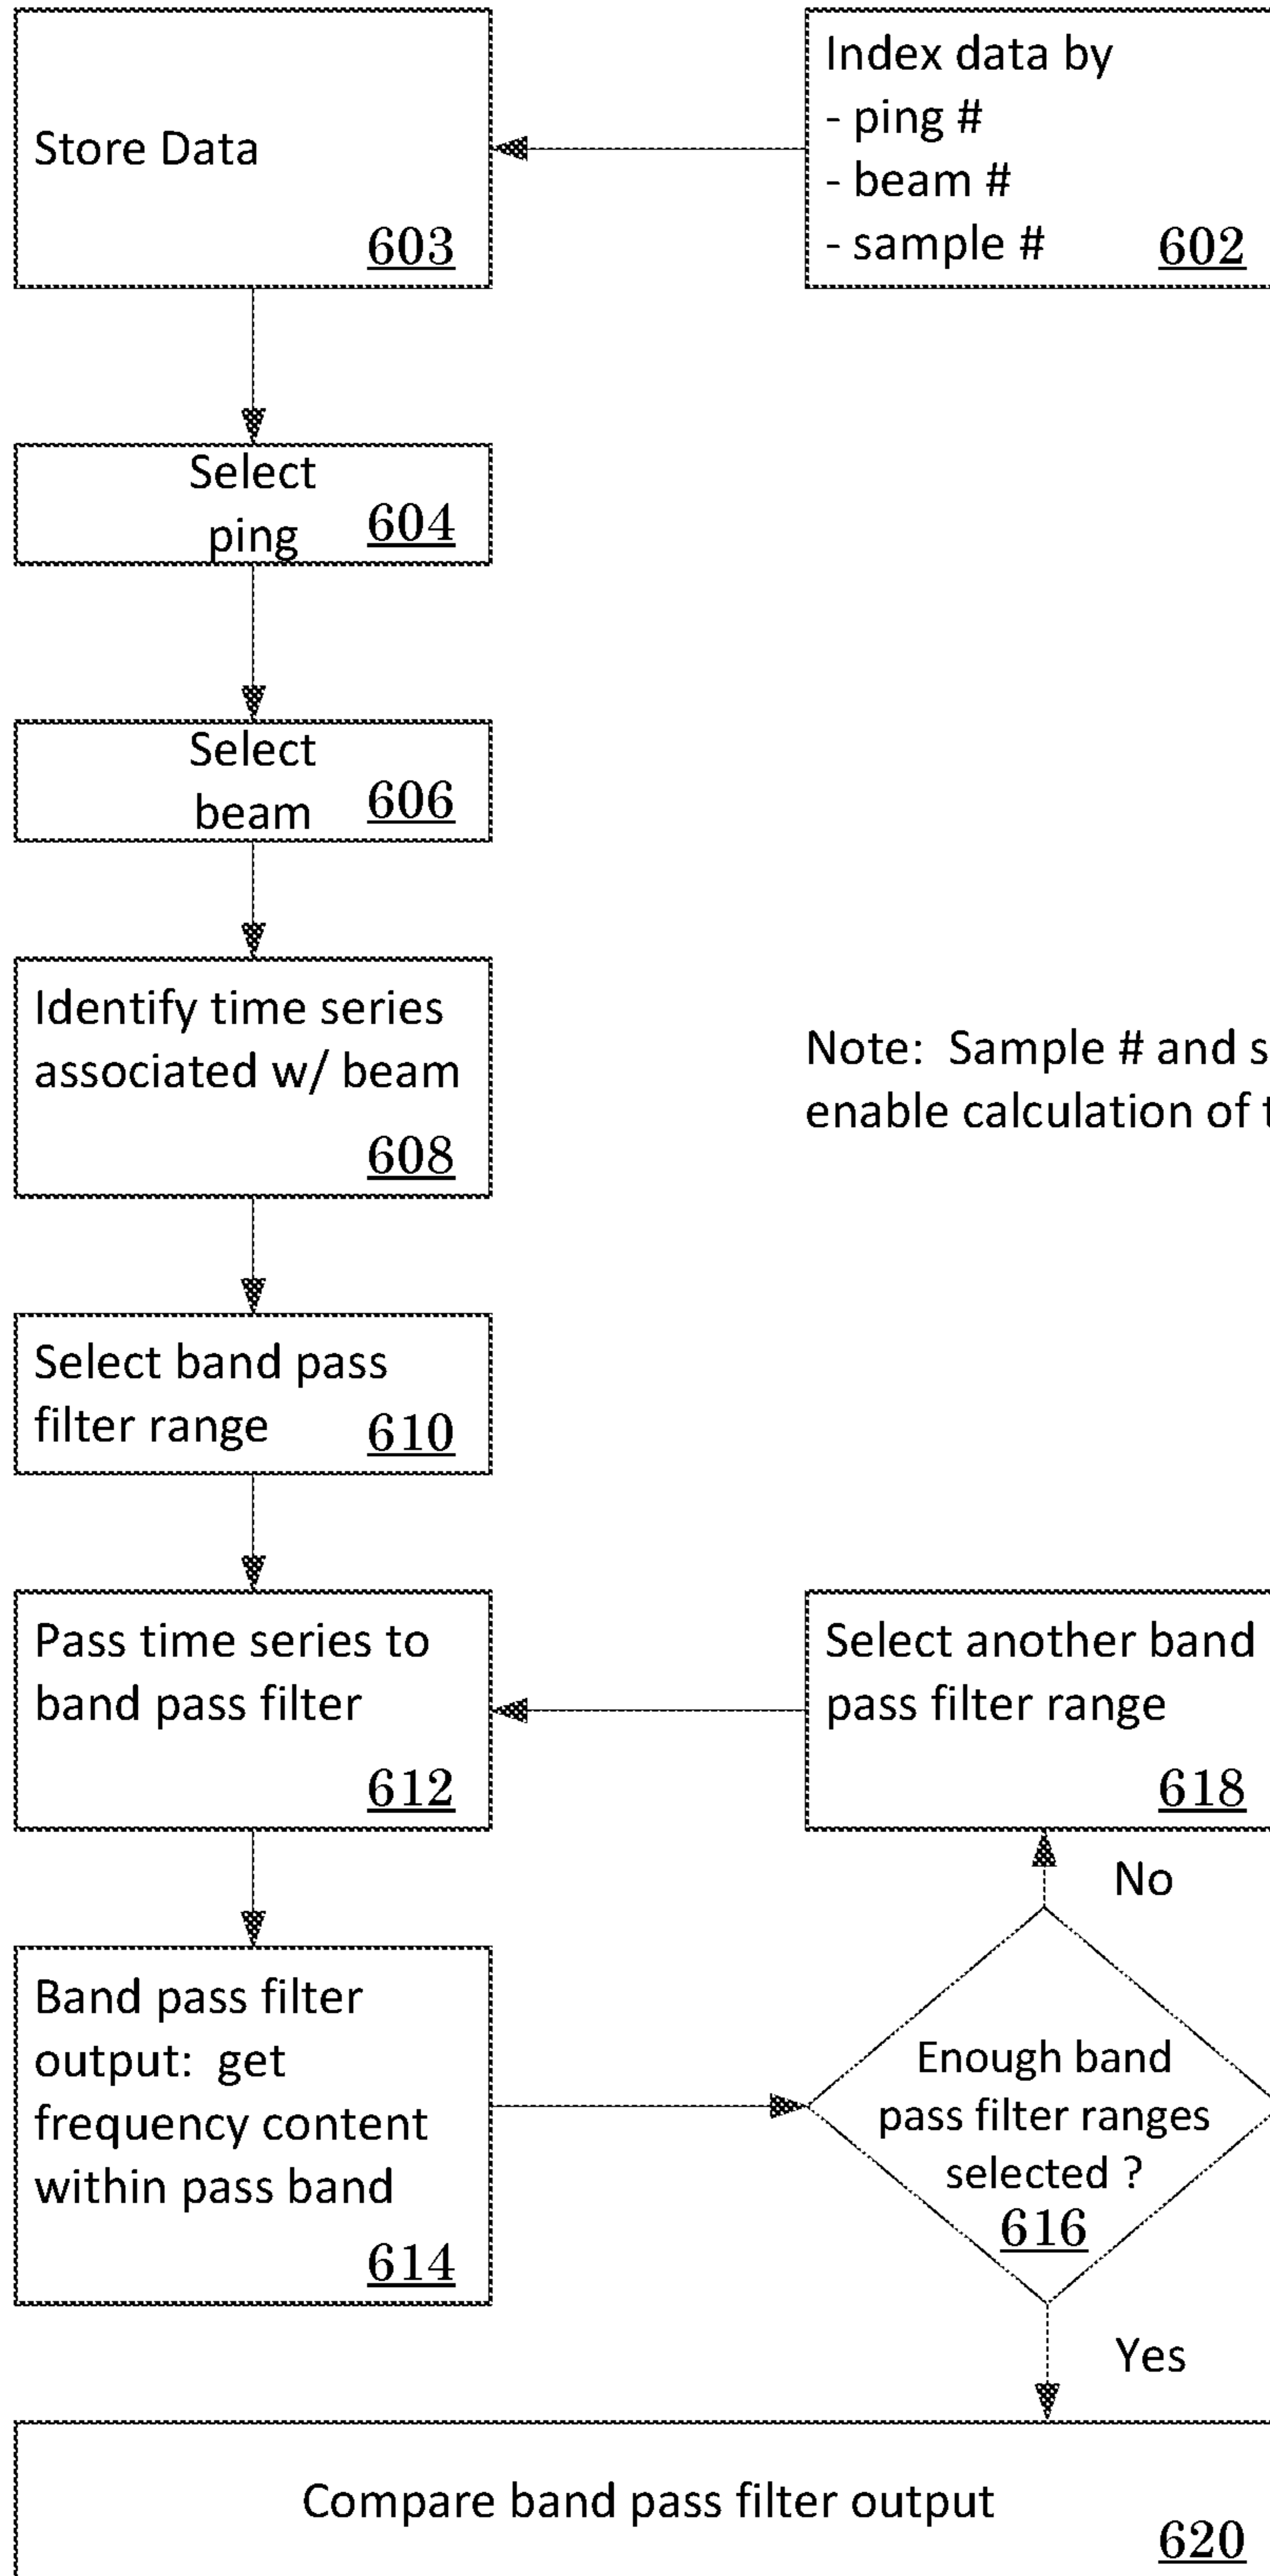 Store Data
603
Index data by
- ping #
- beam #
- sample # 602
Select
ping 604
Select
beam 606
Identify time series
associated w/ beam
608
Note: Sample # and
enable calculation of
Select band pass
filter range 610
Pass time series to
band pass filter
612
Select another band
pass filter range
618
No
Band pass filter
output: get
frequency content
within pass band
614
Enough band
pass filter ranges
selected ?
616
Yes
Compare band pass filter output
620